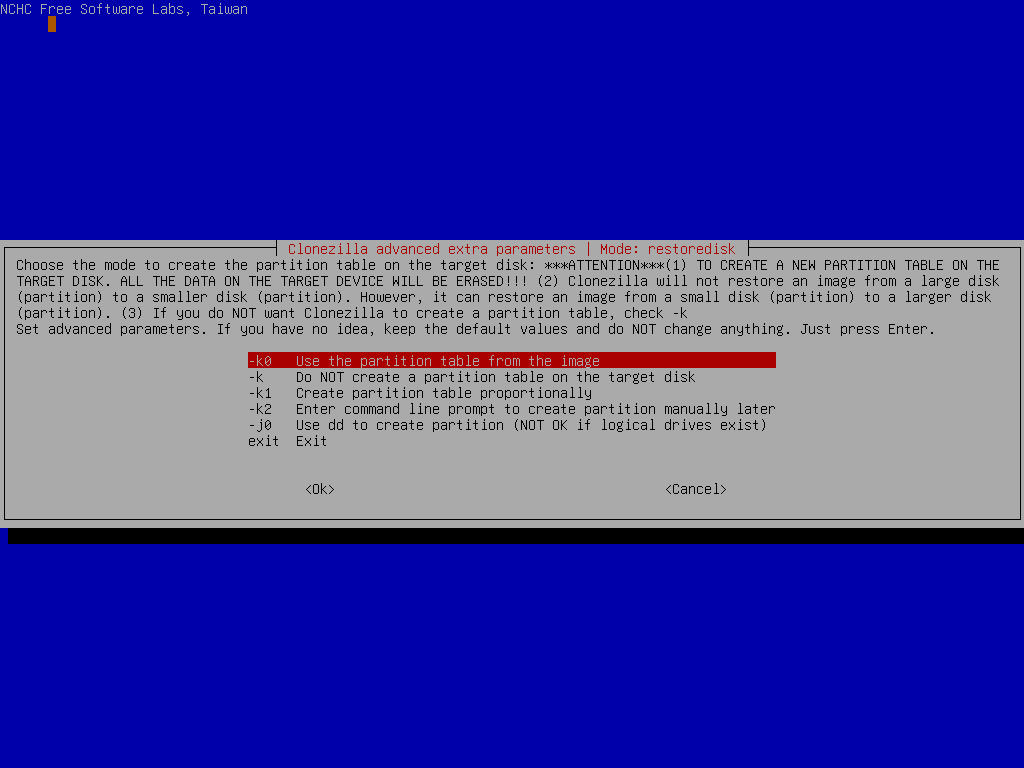 NCHC Free Software Labs, Taiwan
Clonezilla advanced extra parameters | Mode: restoredisk
Choose the mode to create the partition table on the target disk: ***ATTENTION***(1) TO CREATE A NEW PARTITION TABLE ON THE
TARGET DISK. ALL THE DATA ON THE TARGET DEVICE WILL BE ERASED!!! (2) Clonezilla will not restore an image from a large disk
(partition) to a smaller disk (partition). However, it can restore an image from a small disk (partition) to a larger disk
(partition). (3) If you do NOT want Clonezilla to create a partition table, check -k
Set advanced parameters. If you have no idea, keep the default values and do NOT change anything. Just press Enter.
-k0 Use the partition table from the image
-k Do NOT create a partition table on the target disk
-k1 Create partition table proportionally
-k2 Enter command line prompt to create partition manually later
-j0 Use dd to create partition (NOT OK if logical drives exist)
exit Exit
<Ok> <Cancel>